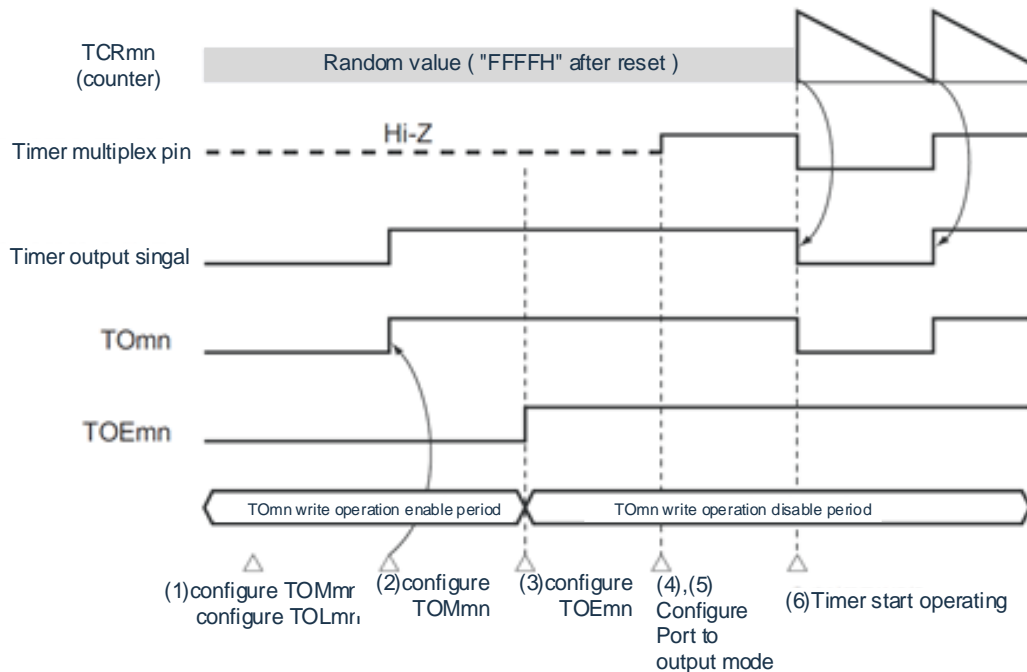 TCRmn
(counter)
Random value ( "FFFFH" after reset )
Hi-Z
Timer multiplex pin
Timer output singal
TOmn
TOEmn
TOmn write operation enable period
TOmn write operation disable period
(1)configure TOMmn
configure TOLmn
(2)configure
TOMmn
(3)configure
TOEmn
(4),(5)
Configure
Port to
output mode
(6)Timer start operating